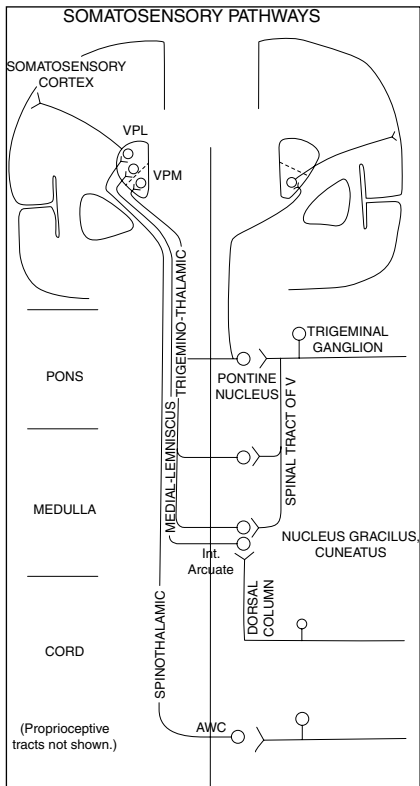 SOMATOSENSORY PATHWAYS
SOMATOSENSORY
CORTEX
VPL
VPM
TRIGEMINO-THALAMIC
TRIGEMINAL
GANGLION
PONS
PONTINE
NUCLEUS
SPINAL TRACT OF V
MEDIAL-LEMNISCUS
MEDULLA
NUCLEUS GRACILUS,
CUNEATUS
Int.
Arcuate
DORSAL
COLUMN
CORD
SPINOTHALAMIC
AWC
(Proprioceptive
tracts not shown.)